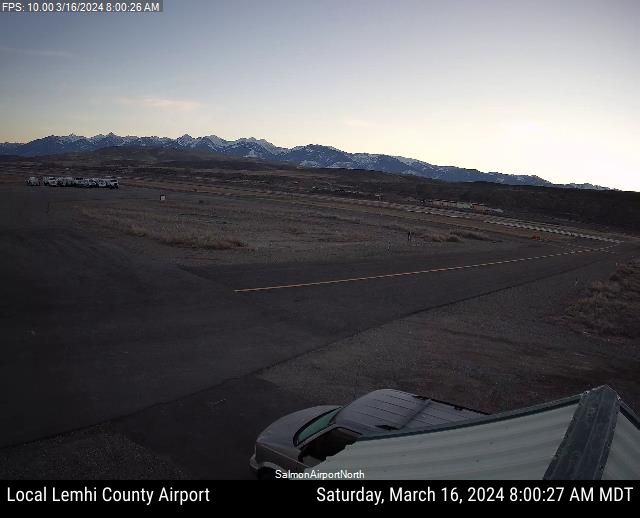 FPS: 10.00 3/16/2024 8:00:26 AM
SalmonAirportNorth
Local Lemhi County Airport Saturday, March 16, 2024 8:00:27 AM MDT